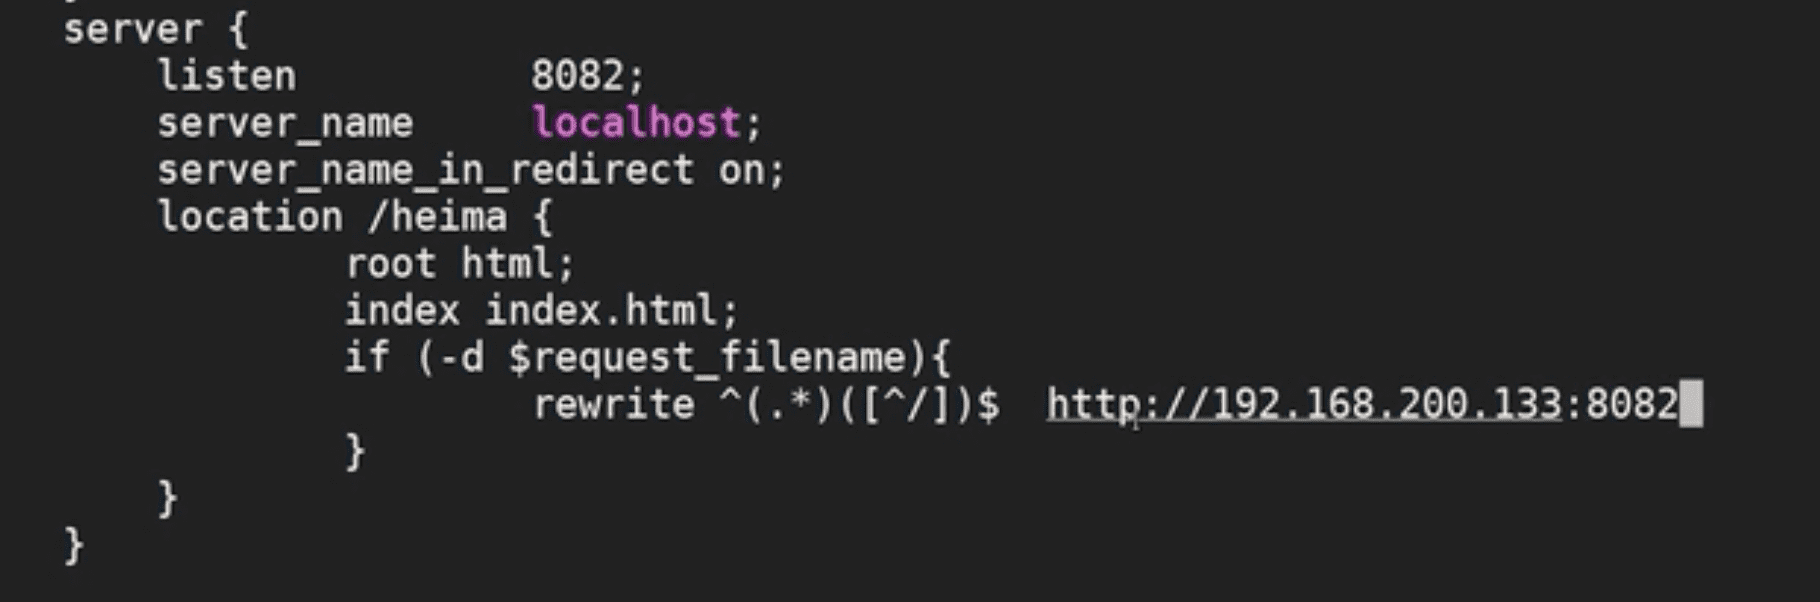 server {
listen 8082;
server_name localhost;
server_name_in_redirect on;
location /heima {
root html;
index index.html;
if (-d $request_filename){
rewrite ^(.*)([^/])$ http://192.168.200.133:8082
}
}
}